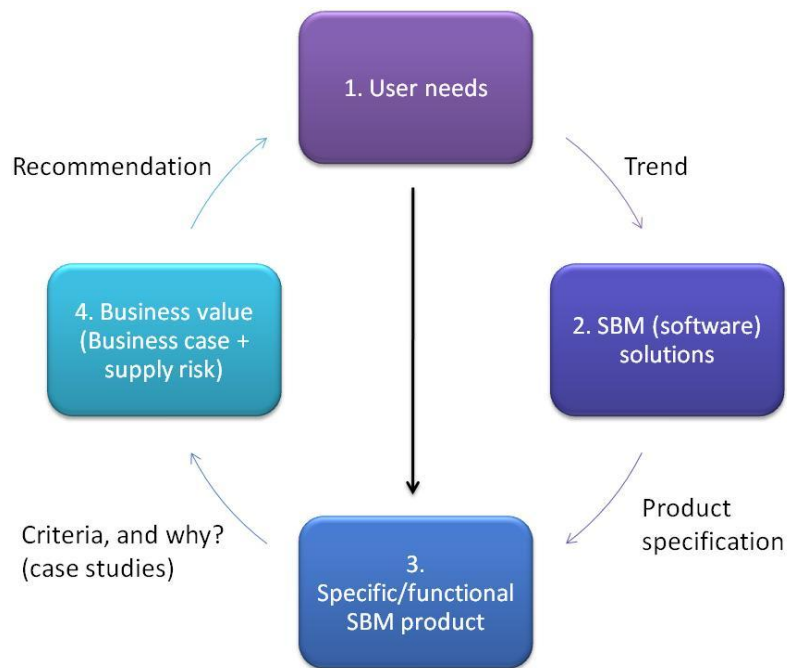 1. User needs
Recommendation
Trend
4. Business value
(Business case +
supply risk)
2. SBM (software)
solutions
Criteria, and why?
(case studies)
Product
specification
3.
Specific/functional
SBM product